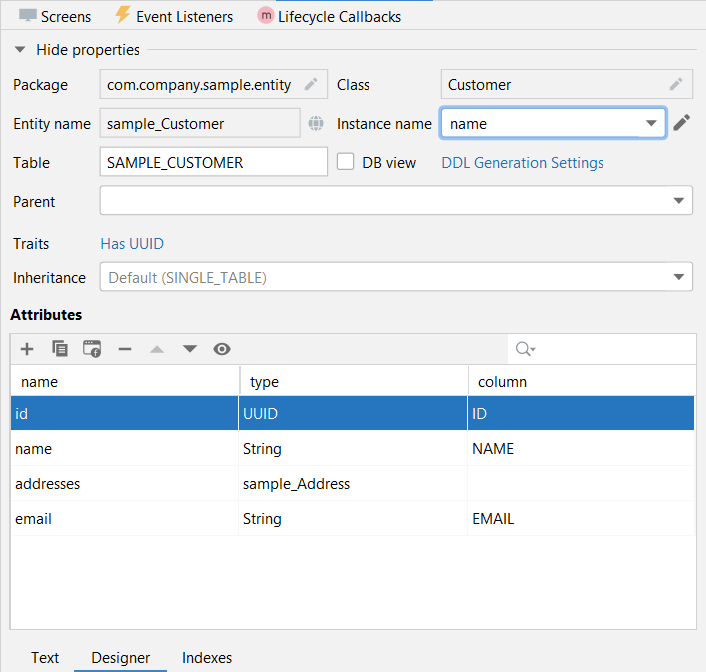 Screens Event Listeners m Lifecycle Callbacks
Hide properties
Package com.company.sample.entity Class Customer
Entity name sample_Customer Instance name name
Table SAMPLE_CUSTOMER DB view DDL Generation Settings
Parent
Traits Has UUID
Inheritance Default (SINGLE_TABLE)
Attributes
name type column
id UUID ID
name String NAME
addresses sample_Address
email String EMAIL
Text Designer Indexes